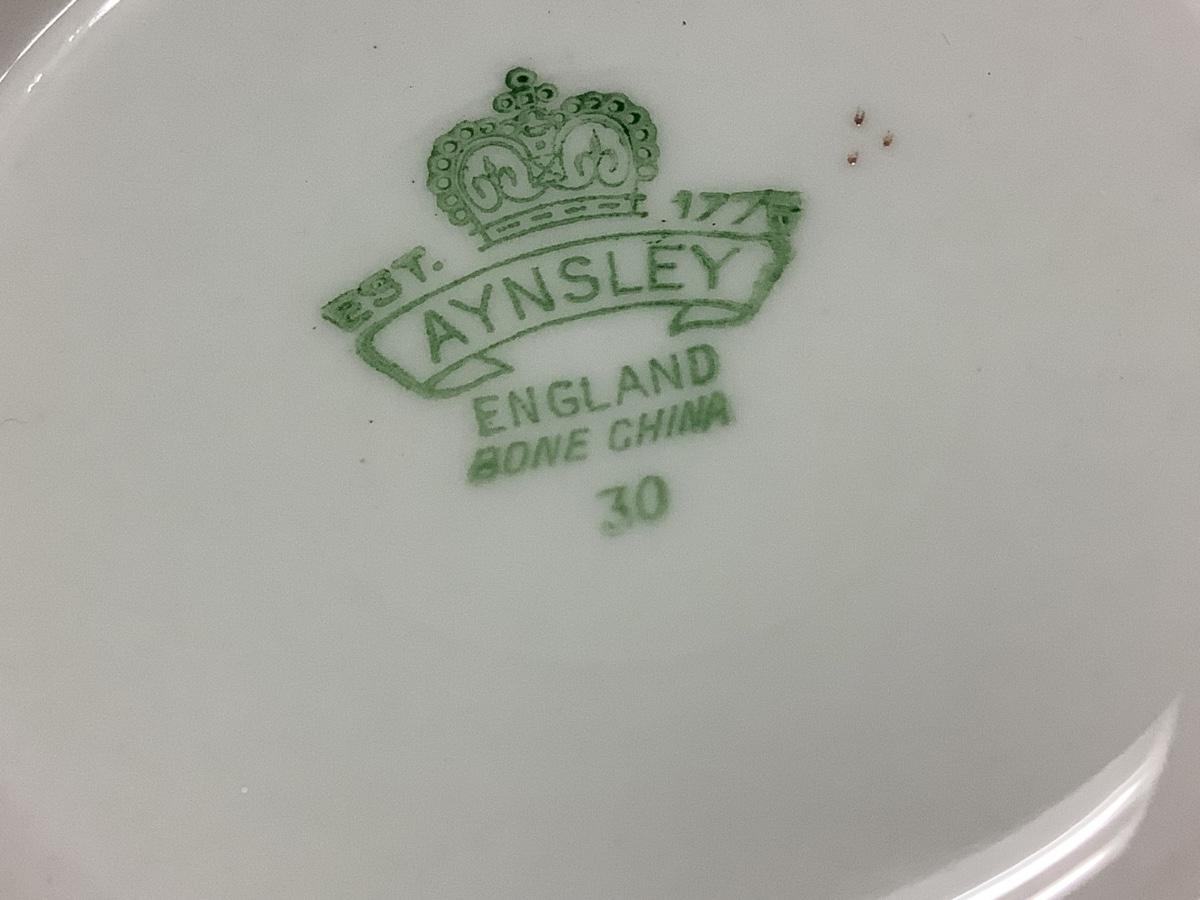 EST. 1775
AYNSLEY
ENGLAND
BONE CHINA
30